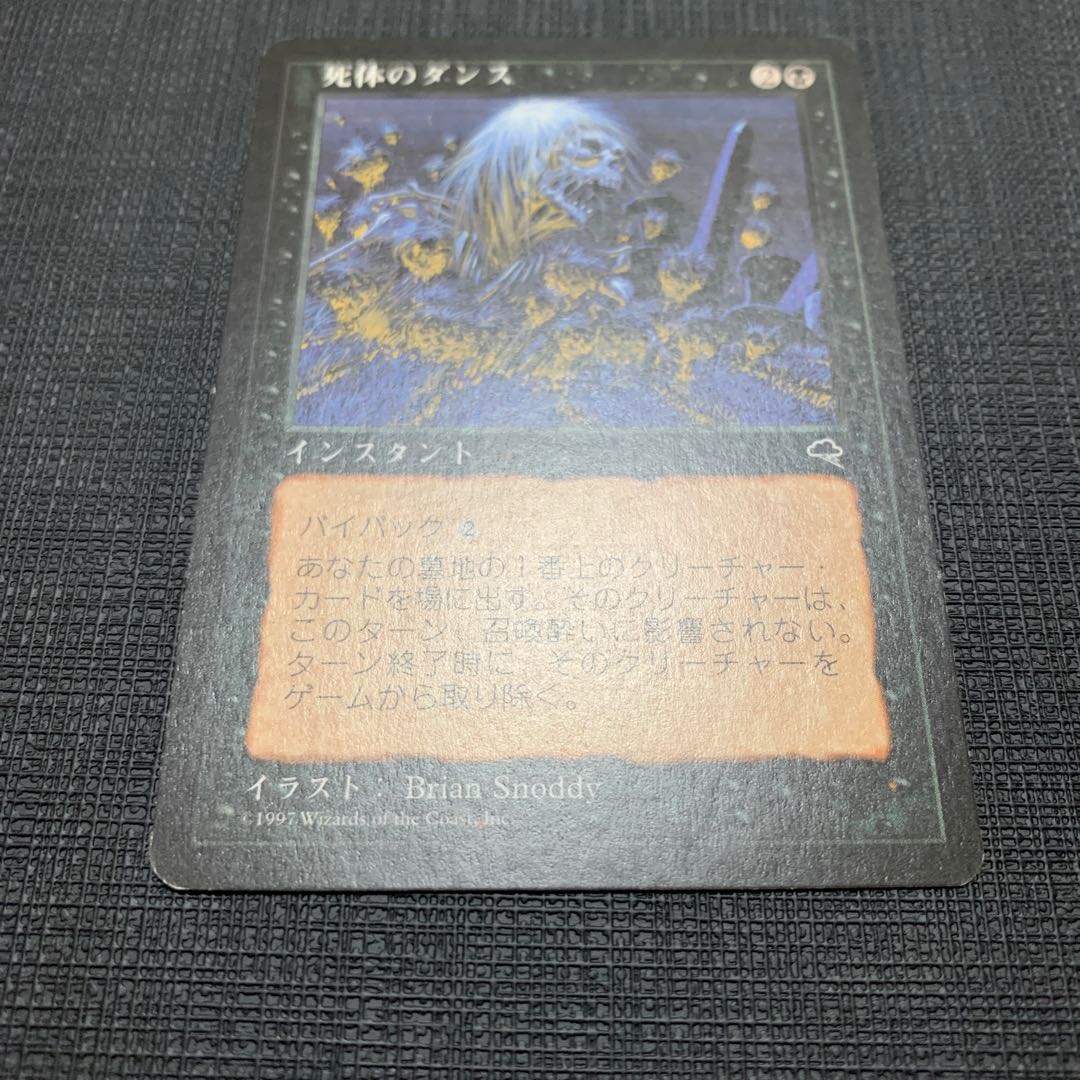 死体のダンス 2
インスタント
バイバック 2
あなたの墓地の1番上のクリーチャー・
カードを場に出す。そのクリーチャーは、
このターン、召喚酔いに影響されない。
ターン終了時に、そのクリーチャーを
ゲームから取り除く。
イラスト: Brian Snoddy
©1997 Wizards of the Coast, Inc